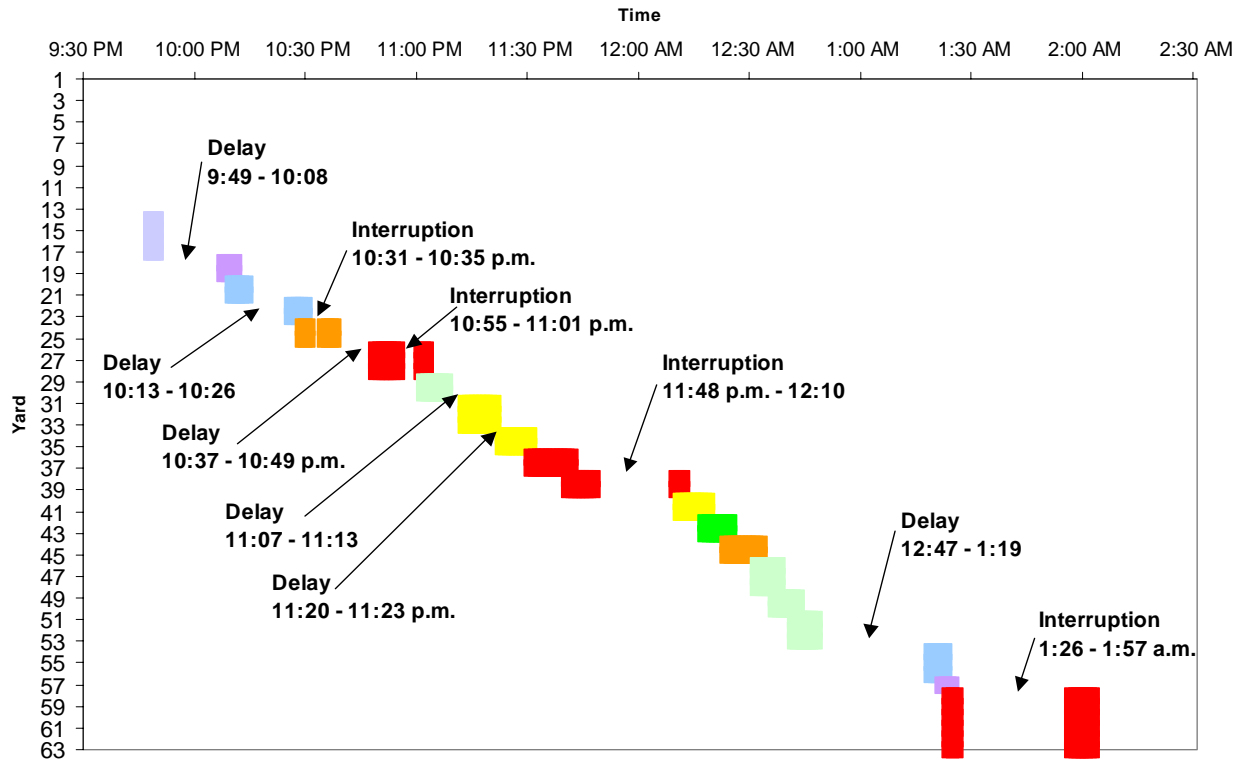 Time
9:30 PM 10:00 PM 10:30 PM 11:00 PM 11:30 PM 12:00 AM 12:30 AM 1:00 AM 1:30 AM 2:00 AM 2:30 AM
Yard
1
3
5
7
9
11
13
15
17
19
21
23
25
27
29
31
33
35
37
39
41
43
45
47
49
51
53
55
57
59
61
63
Delay
9:49 - 10:08
Interruption
10:31 - 10:35 p.m.
Interruption
10:55 - 11:01 p.m.
Delay
10:13 - 10:26
Interruption
11:48 p.m. - 12:10
Delay
10:37 - 10:49 p.m.
Delay
11:07 - 11:13
Delay
12:47 - 1:19
Delay
11:20 - 11:23 p.m.
Interruption
1:26 - 1:57 a.m.